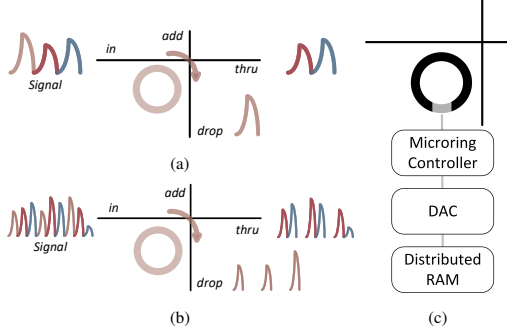 add
in
thru
Signal
drop
(a)
add
in
thru
Signal
drop
(b)
Microring
Controller
DAC
Distributed
RAM
(c)